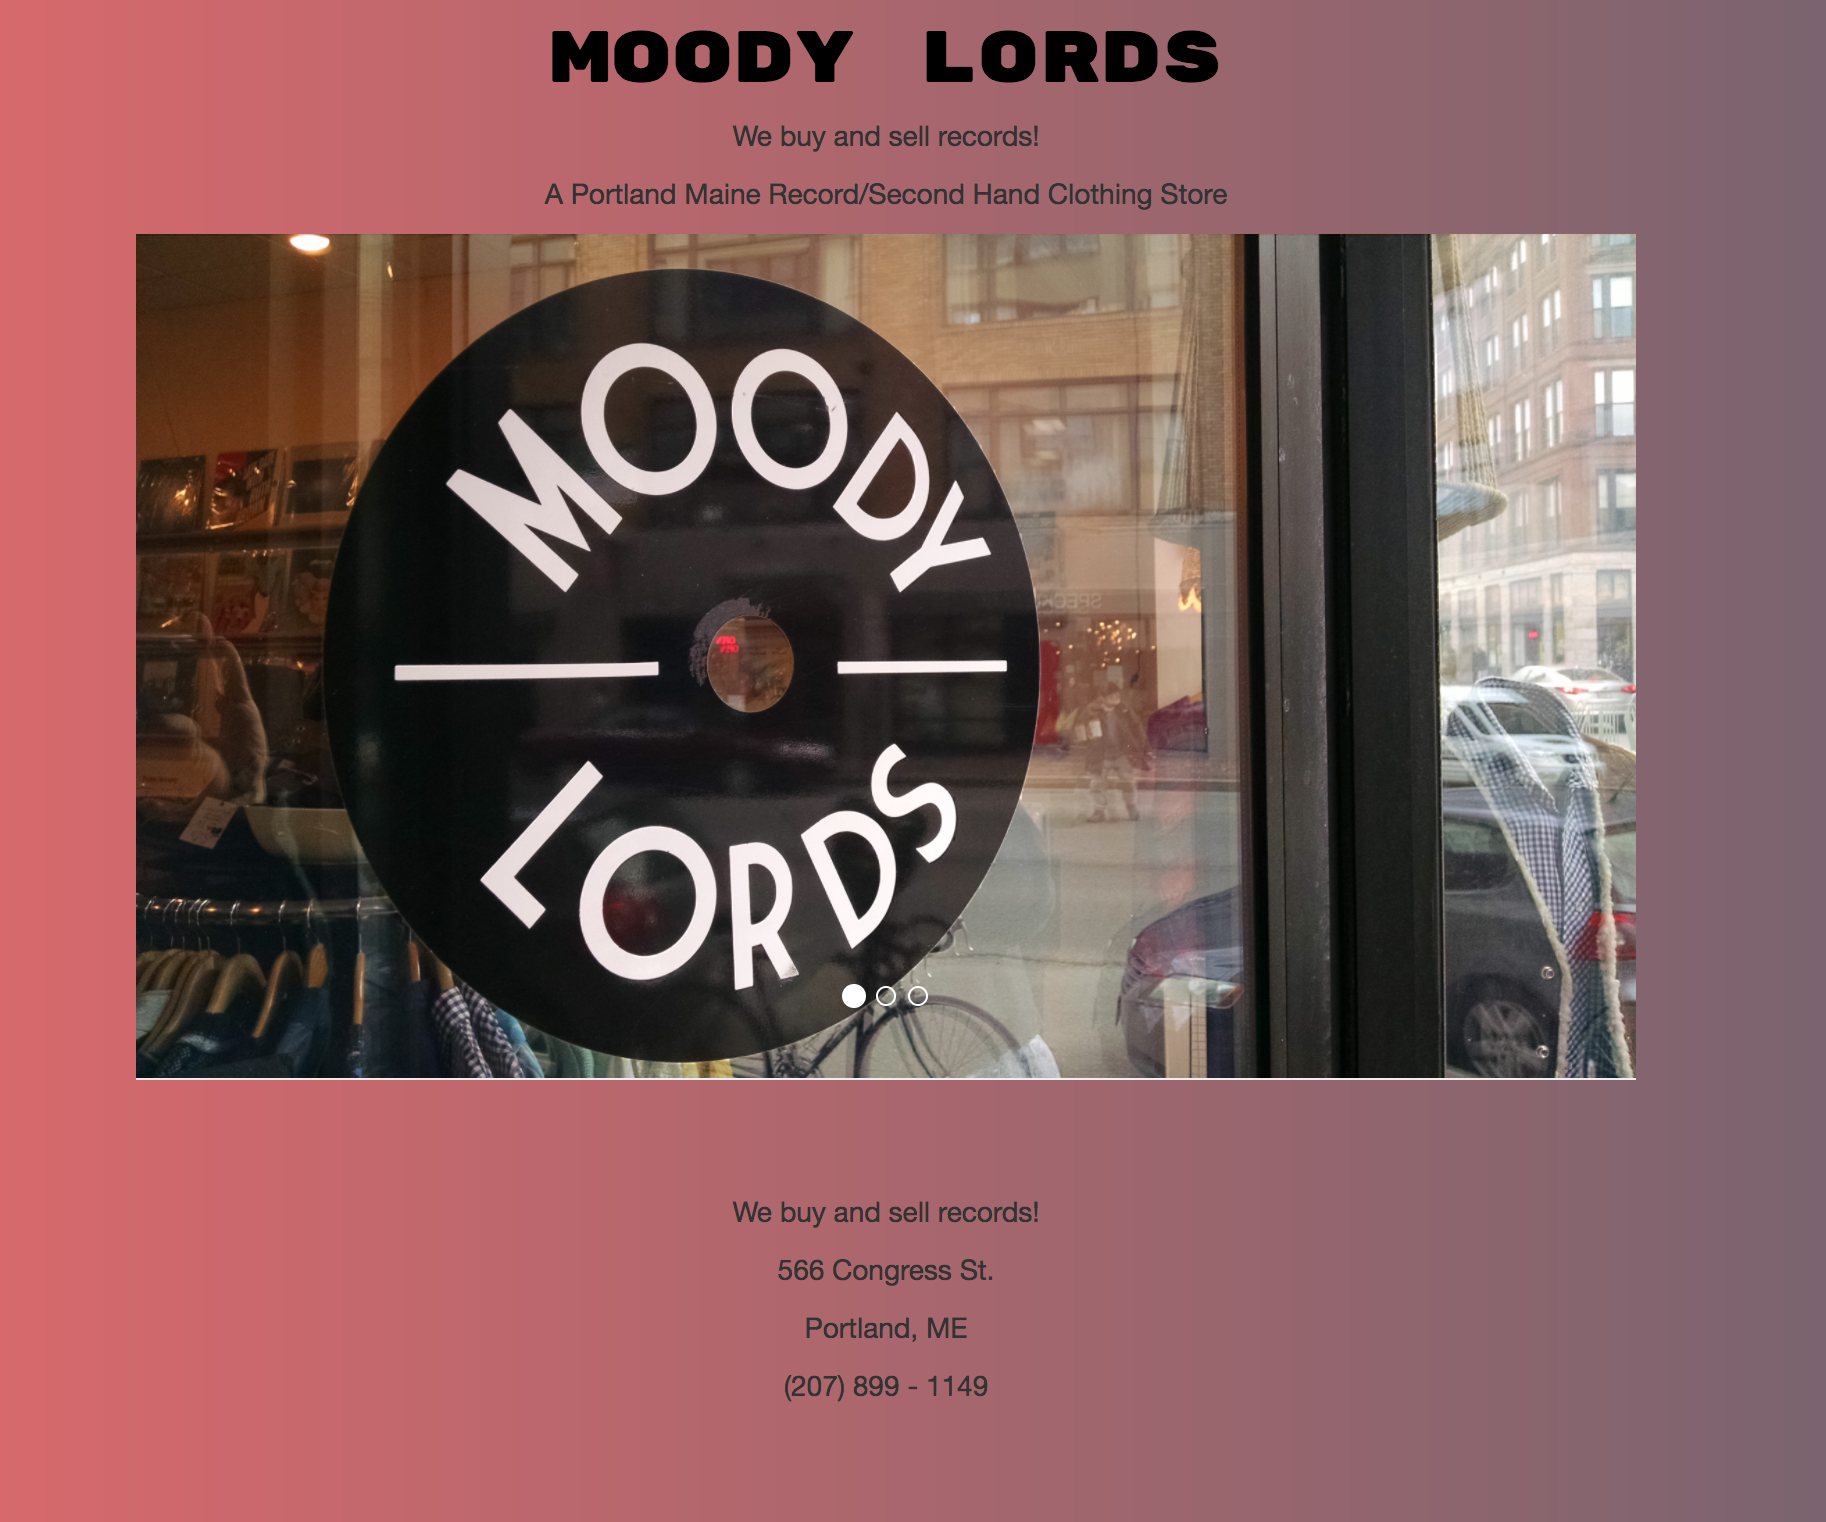 MOODY LORDS
We buy and sell records!
A Portland Maine Record/Second Hand Clothing Store
MOODY
LORDS
We buy and sell records!
566 Congress St.
Portland, ME
(207) 899 - 1149